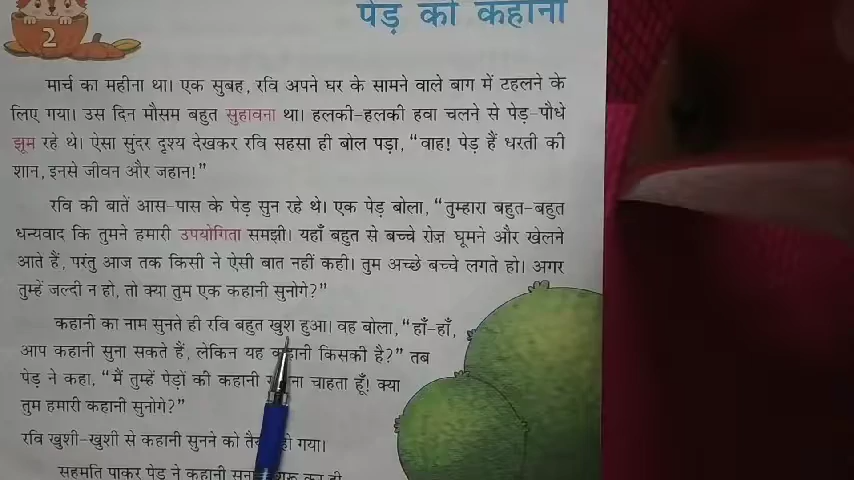 2
पेड़ की कहानी
मार्च का महीना था। एक सुबह, रवि अपने घर के सामने वाले बाग में टहलने के
लिए गया। उस दिन मौसम बहुत सुहावना था। हलकी-हलकी हवा चलने से पेड़-पौधे
झूम रहे थे। ऐसा सुंदर दृश्य देखकर रवि सहसा ही बोल पड़ा, “वाह! पेड़ हैं धरती की
शान, इनसे जीवन और जहान!”
रवि की बातें आस-पास के पेड़ सुन रहे थे। एक पेड़ बोला, “तुम्हारा बहुत-बहुत
धन्यवाद कि तुमने हमारी उपयोगिता समझी। यहाँ बहुत से बच्चे रोज़ घूमने और खेलने
आते हैं, परंतु आज तक किसी ने ऐसी बात नहीं कही। तुम अच्छे बच्चे लगते हो। अगर
तुम्हें जल्दी न हो, तो क्या तुम एक कहानी सुनोगे?”
कहानी का नाम सुनते ही रवि बहुत खुश हुआ। वह बोला, “हाँ-हाँ,
आप कहानी सुना सकते हैं, लेकिन यह कहानी किसकी है?” तब
पेड़ ने कहा, “मैं तुम्हें पेड़ों की कहानी चाहता हूँ! क्या
तुम हमारी कहानी सुनोगे?”
रवि खुशी-खुशी से कहानी सुनने को हो गया।
सहमति पाकर पेड़ ने कहानी